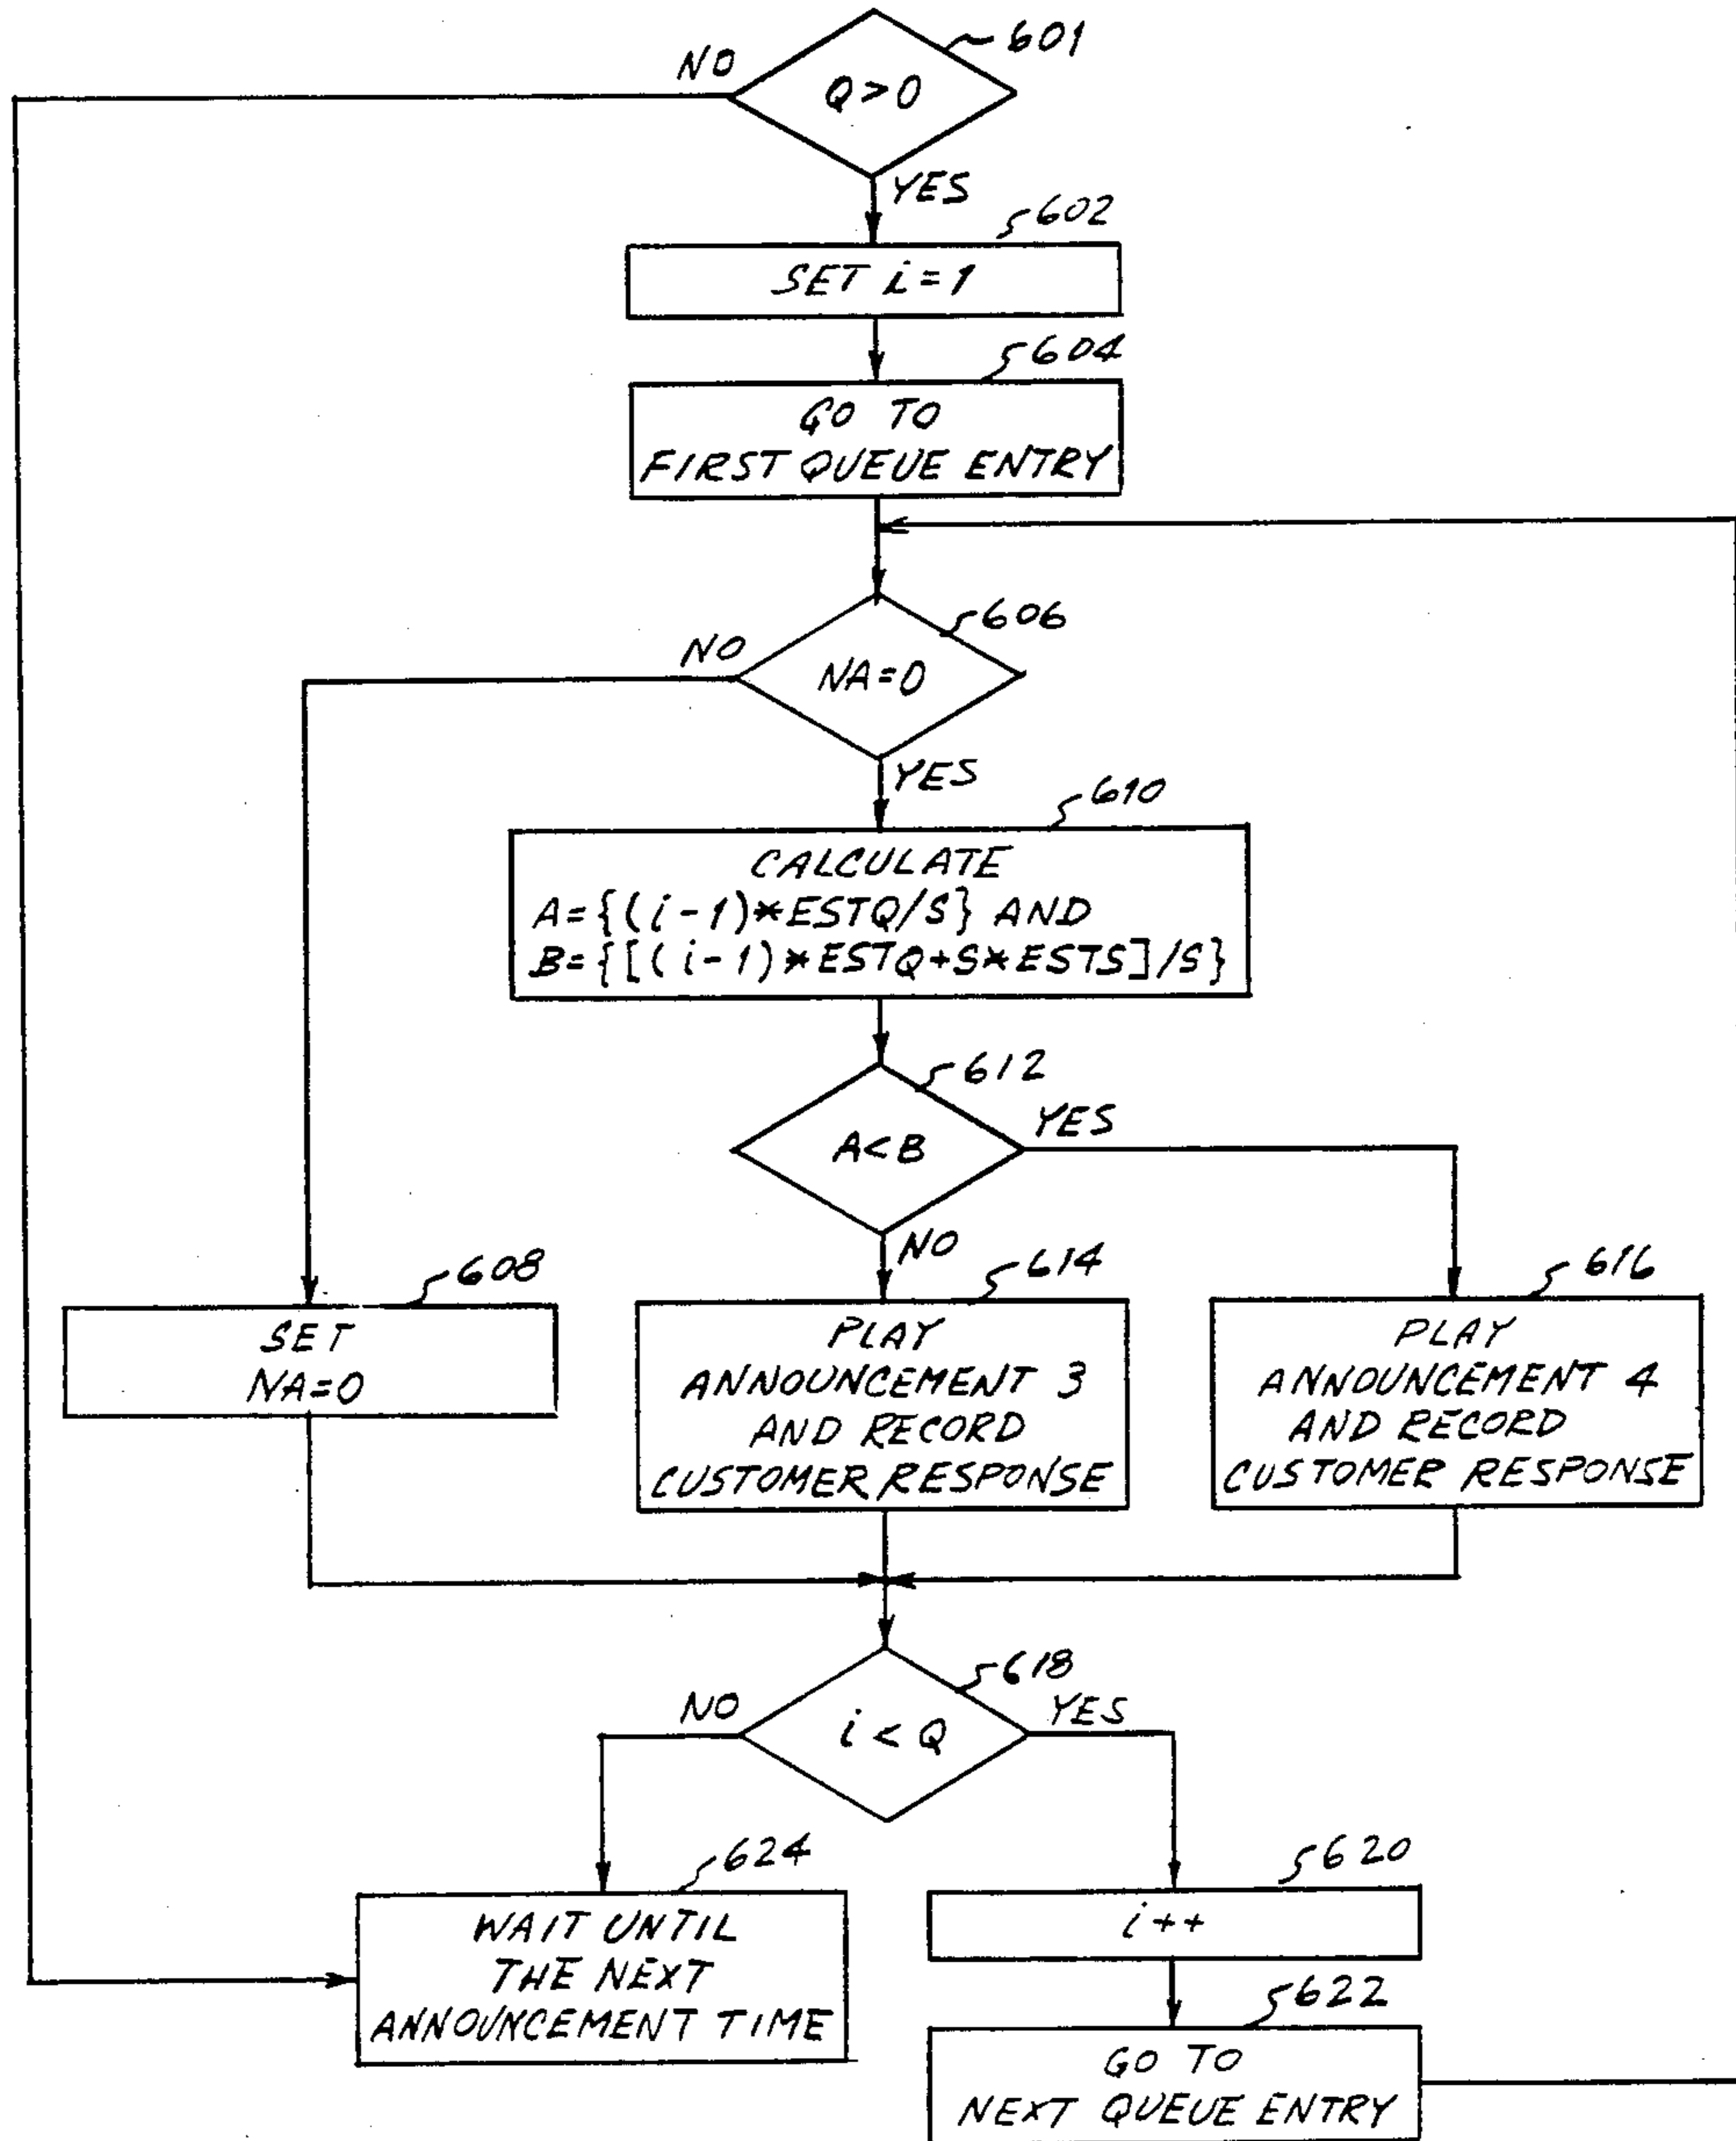 601
NO
Q>0
YES
602
SET i=1
604
GO TO
FIRST QUEUE ENTRY
606
NO
NA=0
YES
610
CALCULATE
A={(i-1)*ESTQ/S} AND
B={[(i-1)*ESTQ+S*ESTS]/S}
612
YES
A<B
NO
608
SET
NA=0
614
PLAY
ANNOUNCEMENT 3
AND RECORD
CUSTOMER RESPONSE
616
PLAY
ANNOUNCEMENT 4
AND RECORD
CUSTOMER RESPONSE
618
NO
YES
i<Q
624
WAIT UNTIL
THE NEXT
ANNOUNCEMENT TIME
620
i++
622
GO TO
NEXT QUEUE ENTRY